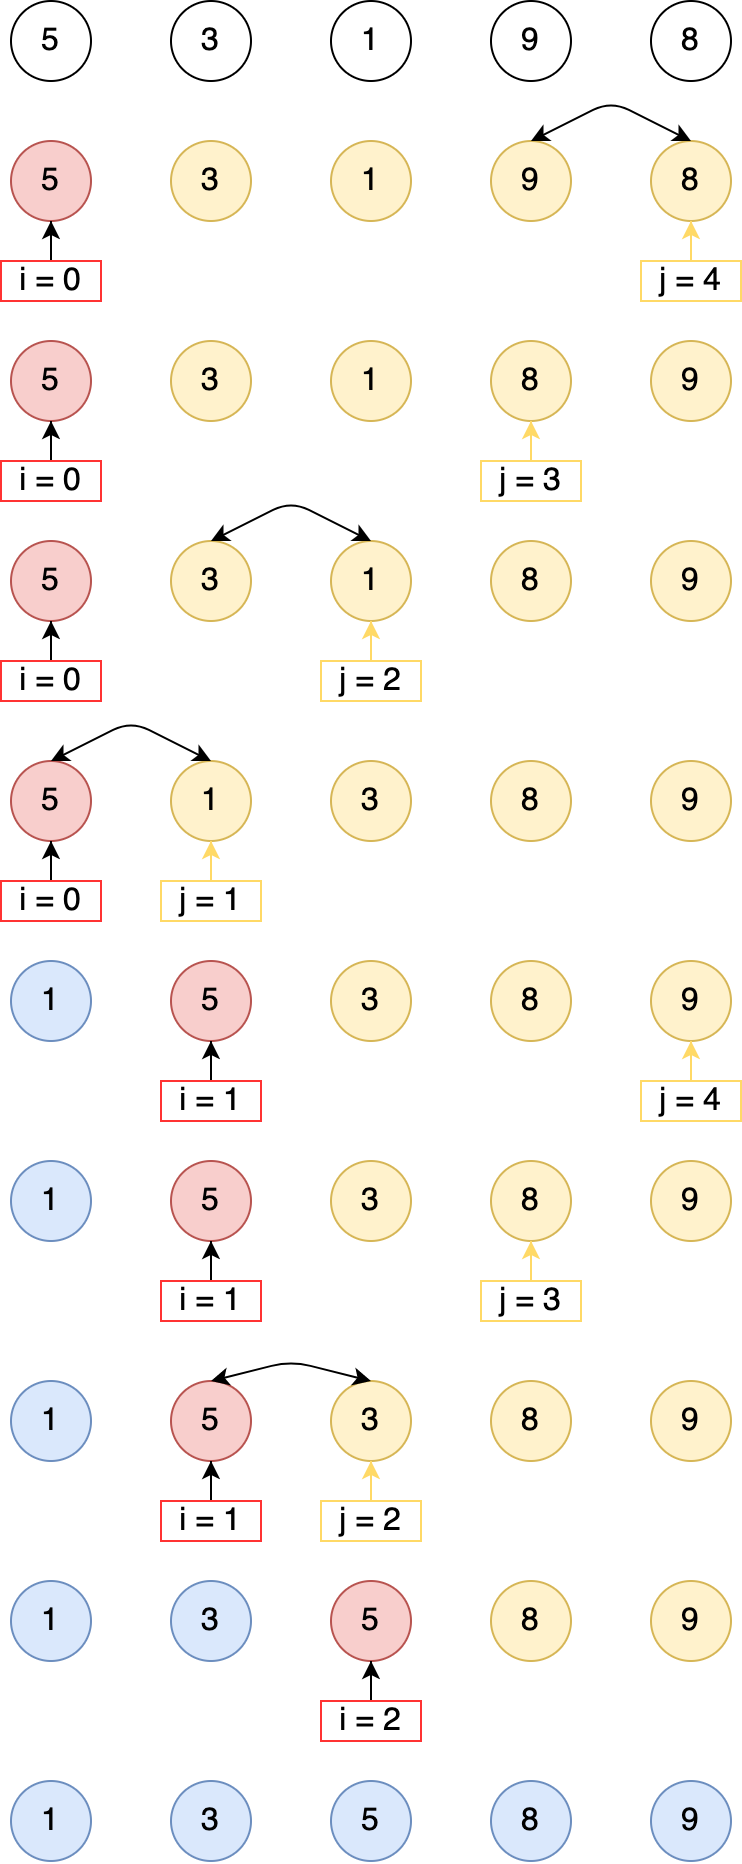 5 3 1 9 8
5 3 1 9 8
i = 0 j = 4
5 3 1 8 9
i = 0 j = 3
5 3 1 8 9
i = 0 j = 2
5 1 3 8 9
i = 0 j = 1
1 5 3 8 9
i = 1 j = 4
1 5 3 8 9
i = 1 j = 3
1 5 3 8 9
i = 1 j = 2
1 3 5 8 9
i = 2
1 3 5 8 9